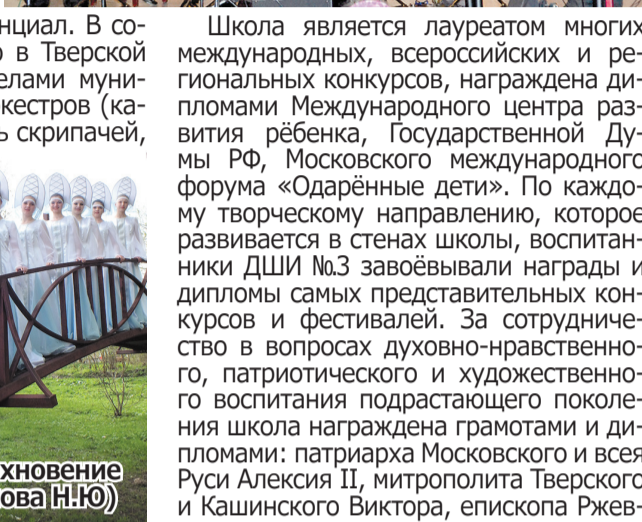 нциал. В со-
в Тверской
елами муни-
кестров (ка-
скрипачей,
хновение
ова Н.Ю)
Школа является лауреатом многих
международных, всероссийских и ре-
гиональных конкурсов, награждена ди-
пломами Международного центра раз-
вития рёбенка, Государственной Ду-
мы РФ, Московского международного
форума «Одарённые дети». По каждо-
му творческому направлению, которое
развивается в стенах школы, воспитан-
ники ДШИ №3 завоёвывали награды и
дипломы самых представительных кон-
курсов и фестивалей. За сотрудниче-
ство в вопросах духовно-нравственно-
го, патриотического и художественно-
го воспитания подрастающего поколе-
ния школа награждена грамотами и ди-
пломами: патриарха Московского и всея
Руси Алексия II, митрополита Тверского
и Кашинского Виктора, епископа Ржев-